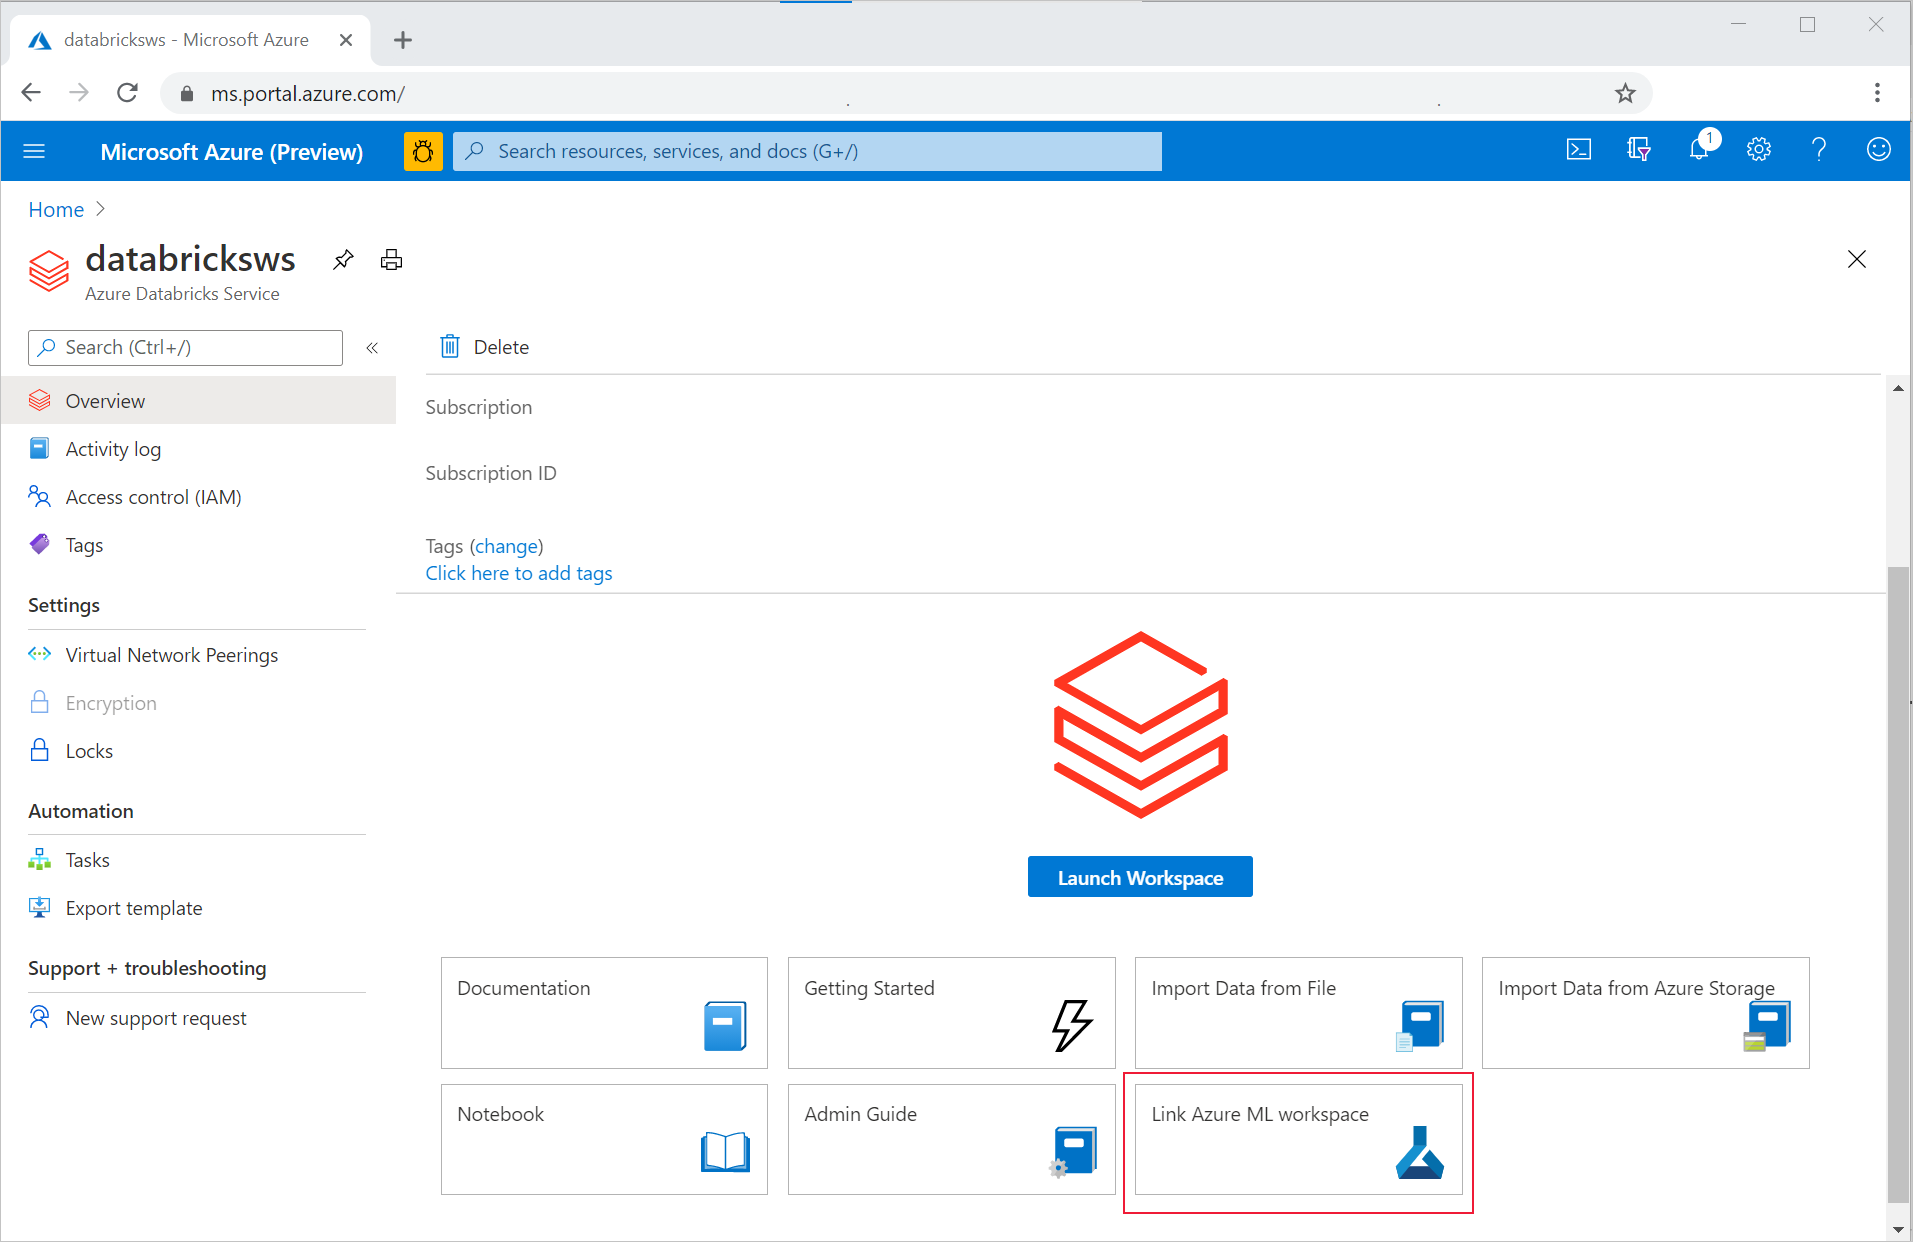 databricksws - Microsoft Azure
ms.portal.azure.com/
Microsoft Azure (Preview)
Search resources, services, and docs (G+/)
1
Home
databricksws
Azure Databricks Service
Search (Ctrl+/)
«
Delete
Overview
Activity log
Access control (IAM)
Tags
Settings
Virtual Network Peerings
Encryption
Locks
Automation
Tasks
Export template
Support + troubleshooting
New support request
Subscription
Subscription ID
Tags (change)
Click here to add tags
Launch Workspace
Documentation
Getting Started
Import Data from File
Import Data from Azure Storage
Notebook
Admin Guide
Link Azure ML workspace